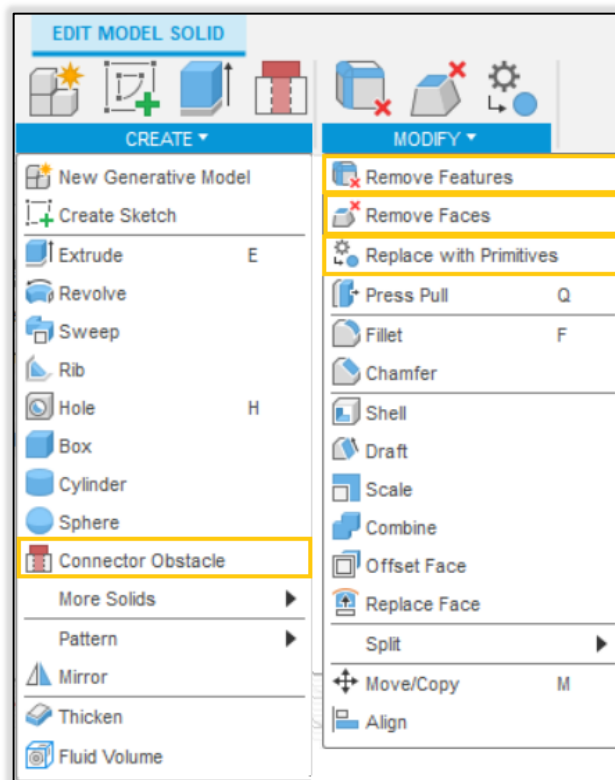 EDIT MODEL SOLID
CREATE ▾
New Generative Model
Create Sketch
Extrude E
Revolve
Sweep
Rib
Hole H
Box
Cylinder
Sphere
Connector Obstacle
More Solids
Pattern
Mirror
Thicken
Fluid Volume
MODIFY ▾
Remove Features
Remove Faces
Replace with Primitives
Press Pull Q
Fillet F
Chamfer
Shell
Draft
Scale
Combine
Offset Face
Replace Face
Split
Move/Copy M
Align